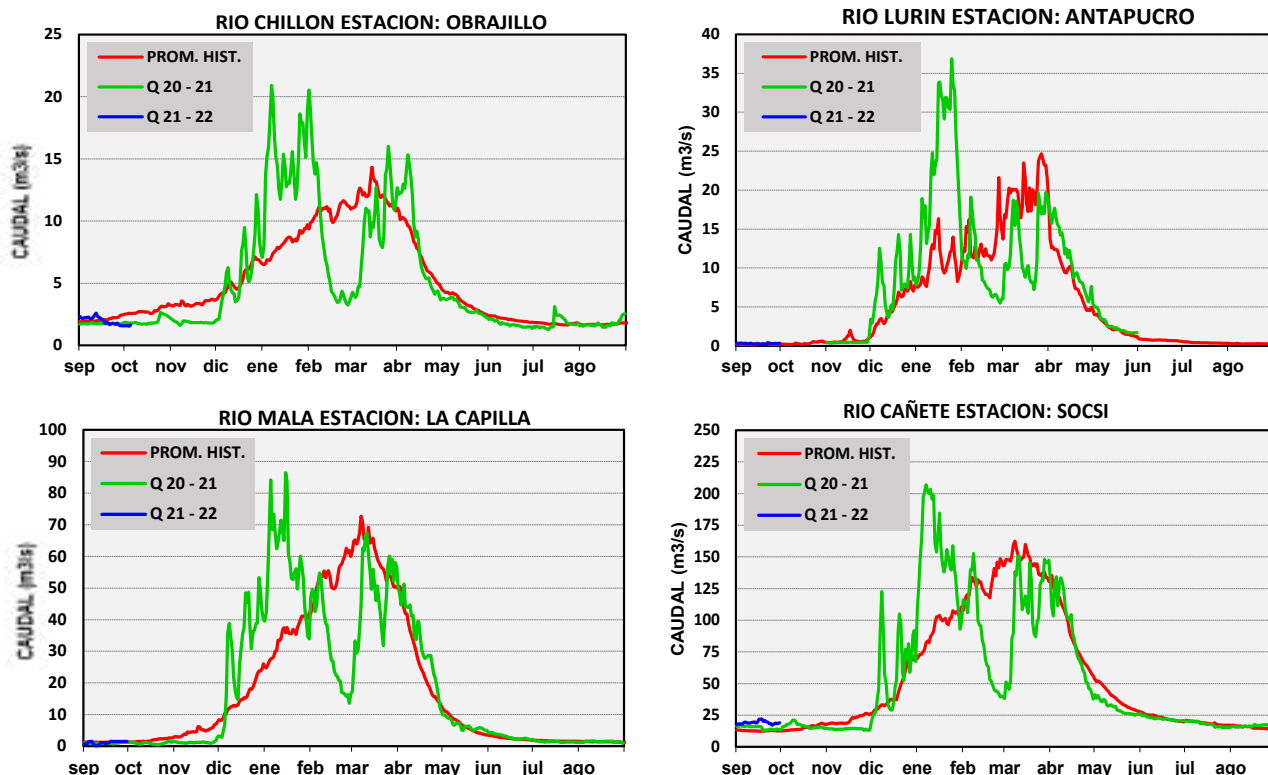 RIO CHILLON ESTACION: OBRAJILLO
25
20
15
10
5
0
CAUDAL (m3/s)
PROM. HIST.
Q 20 - 21
Q 21 - 22
sep oct nov dic ene feb mar abr may jun jul ago
RIO LURIN ESTACION: ANTAPUCRO
40
35
30
25
20
15
10
5
0
CAUDAL (m3/s)
PROM. HIST.
Q 20 - 21
Q 21 - 22
sep oct nov dic ene feb mar abr may jun jul ago
RIO MALA ESTACION: LA CAPILLA
100
90
80
70
60
50
40
30
20
10
0
CAUDAL (m3/s)
PROM. HIST.
Q 20 - 21
Q 21 - 22
sep oct nov dic ene feb mar abr may jun jul ago
RIO CAÑETE ESTACION: SOCSI
250
225
200
175
150
125
100
75
50
25
0
CAUDAL (m3/s)
PROM. HIST.
Q 20 - 21
Q 21 - 22
sep oct nov dic ene feb mar abr may jun jul ago